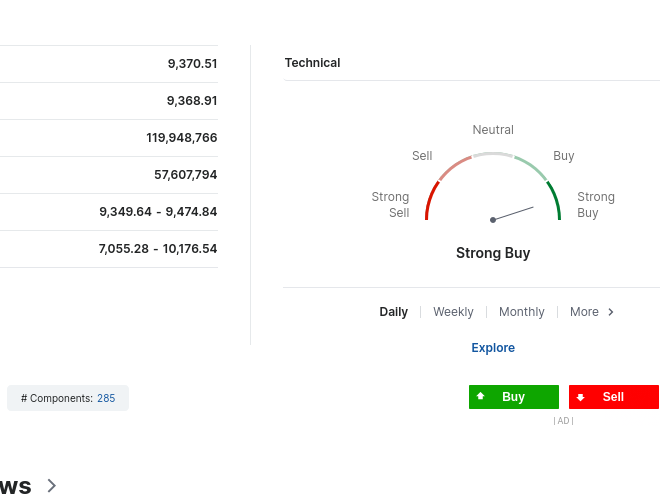 9,370.51
9,368.91
119,948,766
57,607,794
9,349.64 - 9,474.84
7,055.28 - 10,176.54
Technical
Neutral
Sell
Buy
Strong
Sell
Strong
Buy
Strong Buy
Daily
Weekly
Monthly
More
Explore
# Components: 285
Buy
Sell
| AD |
ws